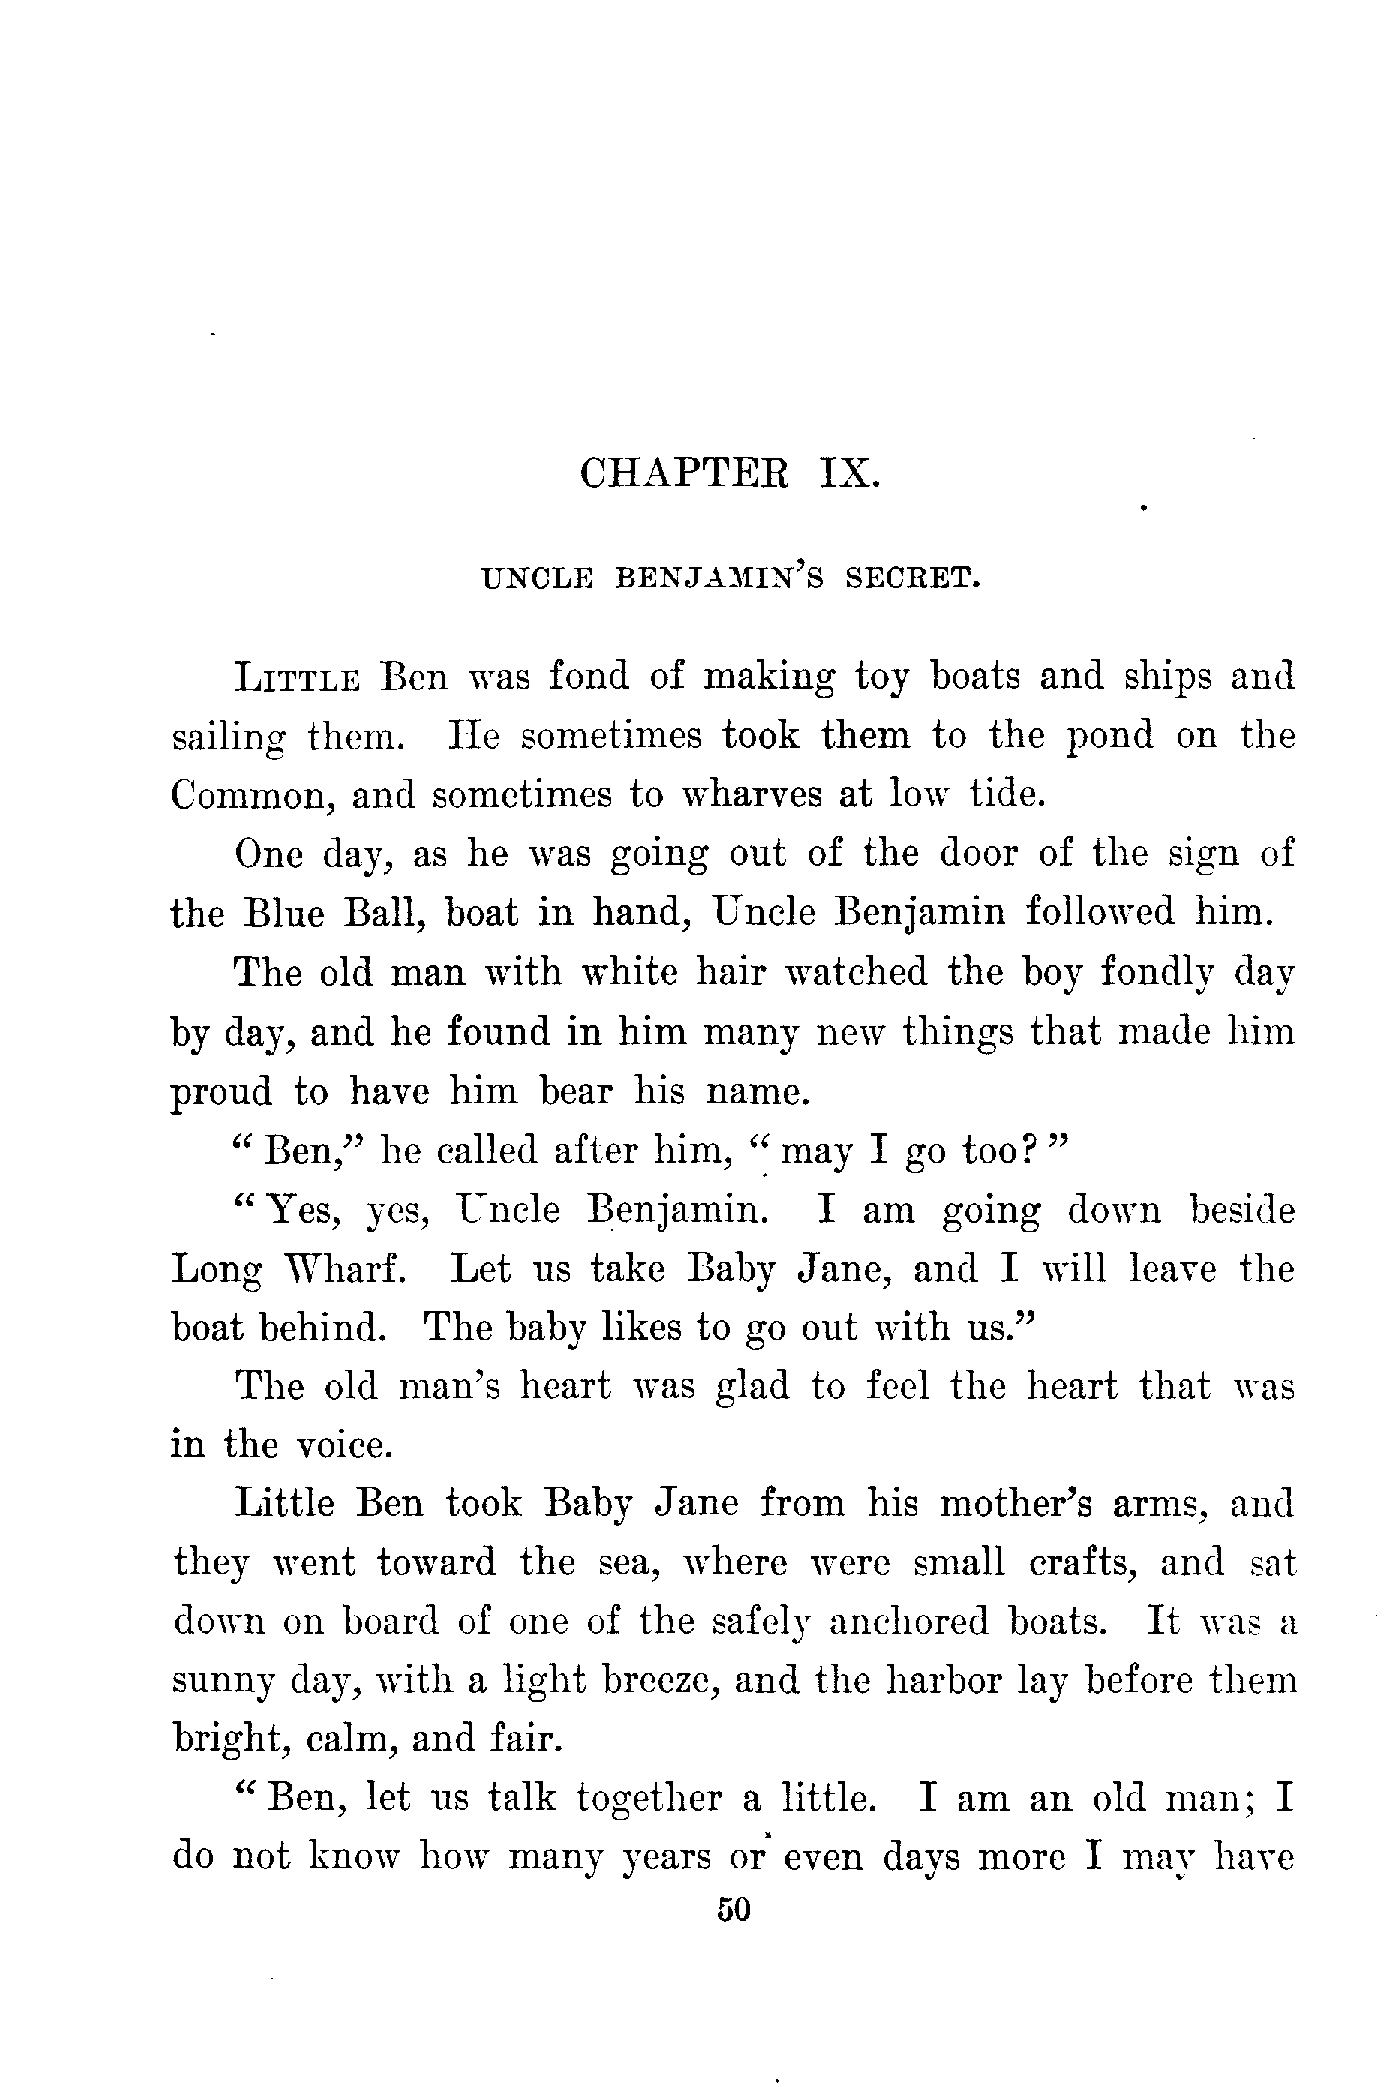 CHAPTER IX.
UNCLE BENJAMIN'S SECRET.
LITTLE Ben was fond of making toy boats and ships and
sailing them. He sometimes took them to the pond on the
Common, and sometimes to wharves at low tide.
One day, as he was going out of the door of the sign of
the Blue Ball, boat in hand, Uncle Benjamin followed him.
The old man with white hair watched the boy fondly day
by day, and he found in him many new things that made him
proud to have him bear his name.
"Ben," he called after him, "may I go too?"
"Yes, yes, Uncle Benjamin. I am going down beside
Long Wharf. Let us take Baby Jane, and I will leave the
boat behind. The baby likes to go out with us."
The old man's heart was glad to feel the heart that was
in the voice.
Little Ben took Baby Jane from his mother's arms, and
they went toward the sea, where were small crafts, and sat
down on board of one of the safely anchored boats. It was a
sunny day, with a light breeze, and the harbor lay before them
bright, calm, and fair.
"Ben, let us talk together a little. I am an old man; I
do not know how many years or even days more I may have
50